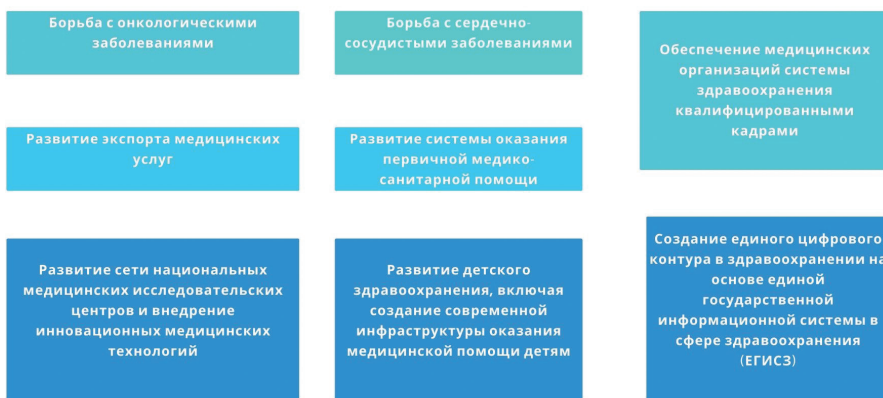 Борьба с онкологическими
заболеваниями
Борьба с сердечно-
сосудистыми заболеваниями
Обеспечение медицинских
организаций системы
здравоохранения
квалифицированными
кадрами
Развитие экспорта медицинских
услуг
Развитие системы оказания
первичной медико-
санитарной помощи
Развитие сети национальных
медицинских исследовательских
центров и внедрение
инновационных медицинских
технологий
Развитие детского
здравоохранения, включая
создание современной
инфраструктуры оказания
медицинской помощи детям
Создание единого цифрового
контура в здравоохранении на
основе единой
государственной
информационной системы в
сфере здравоохранения
(ЕГИСЗ)